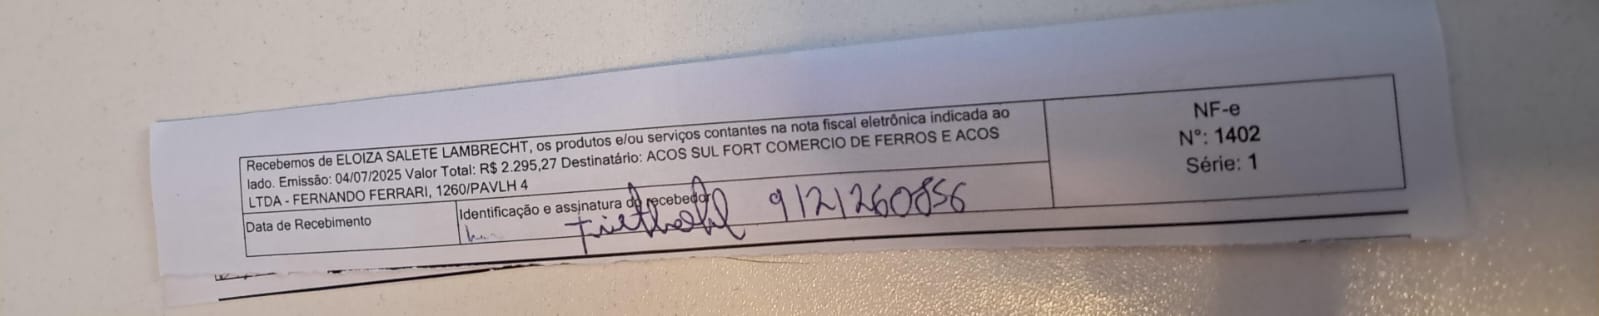 Recebemos de ELOIZA SALETE LAMBRECHT, os produtos e/ou serviços contantes na nota fiscal eletrônica indicada ao
lado. Emissão: 04/07/2025 Valor Total: R$ 2.295,27 Destinatário: ACOS SUL FORT COMERCIO DE FERROS E ACOS
LTDA - FERNANDO FERRARI, 1260/PAVLH 4
Data de Recebimento
Identificação e assinatura do recebedor
9121260856
NF-e
Nº: 1402
Série: 1